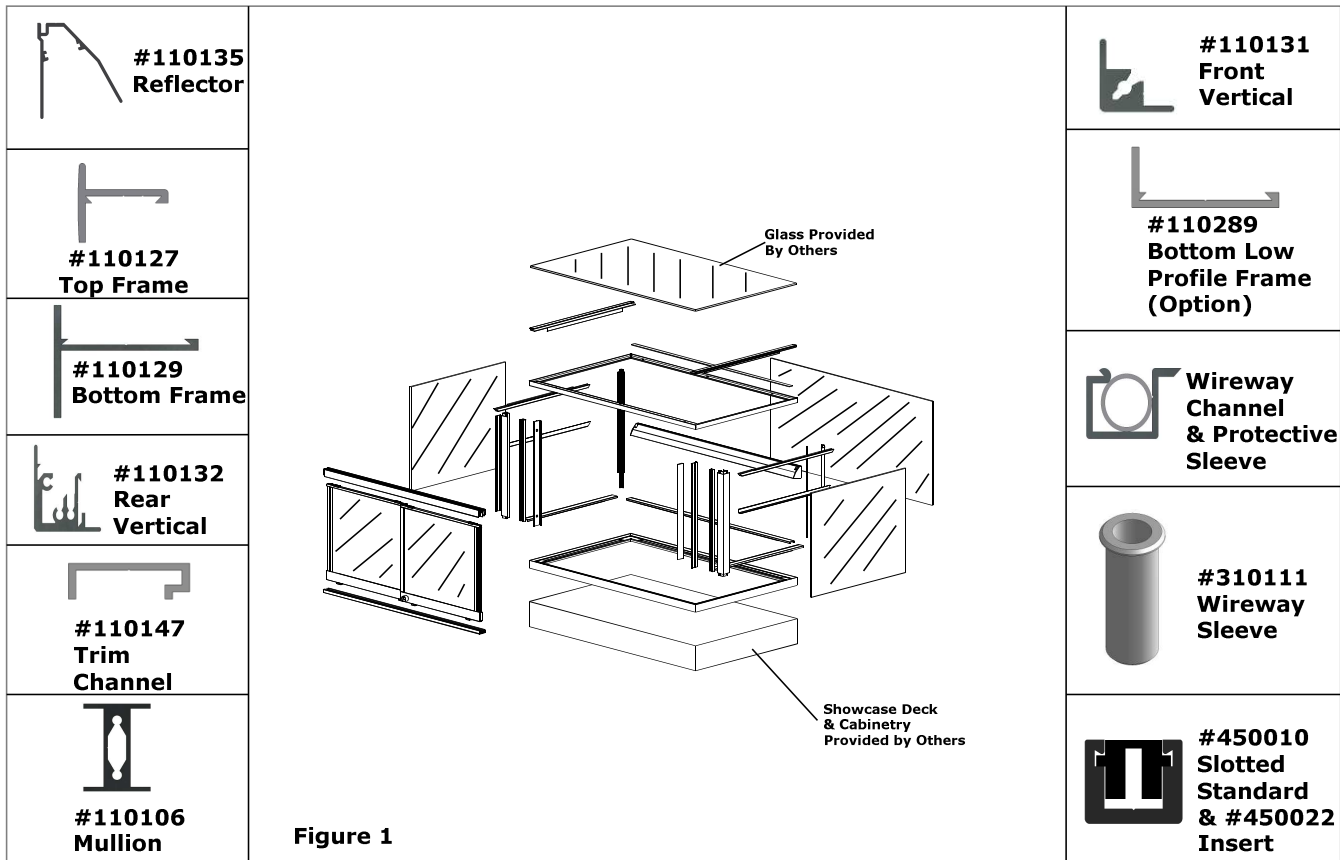 #110135
Reflector
#110127
Top Frame
#110129
Bottom Frame
#110132
Rear
Vertical
#110147
Trim
Channel
#110106
Mullion
Glass Provided
By Others
Showcase Deck
& Cabinetry
Provided by Others
Figure 1
#110131
Front
Vertical
#110289
Bottom Low
Profile Frame
(Option)
Wireway
Channel
& Protective
Sleeve
#310111
Wireway
Sleeve
#450010
Slotted
Standard
& #450022
Insert